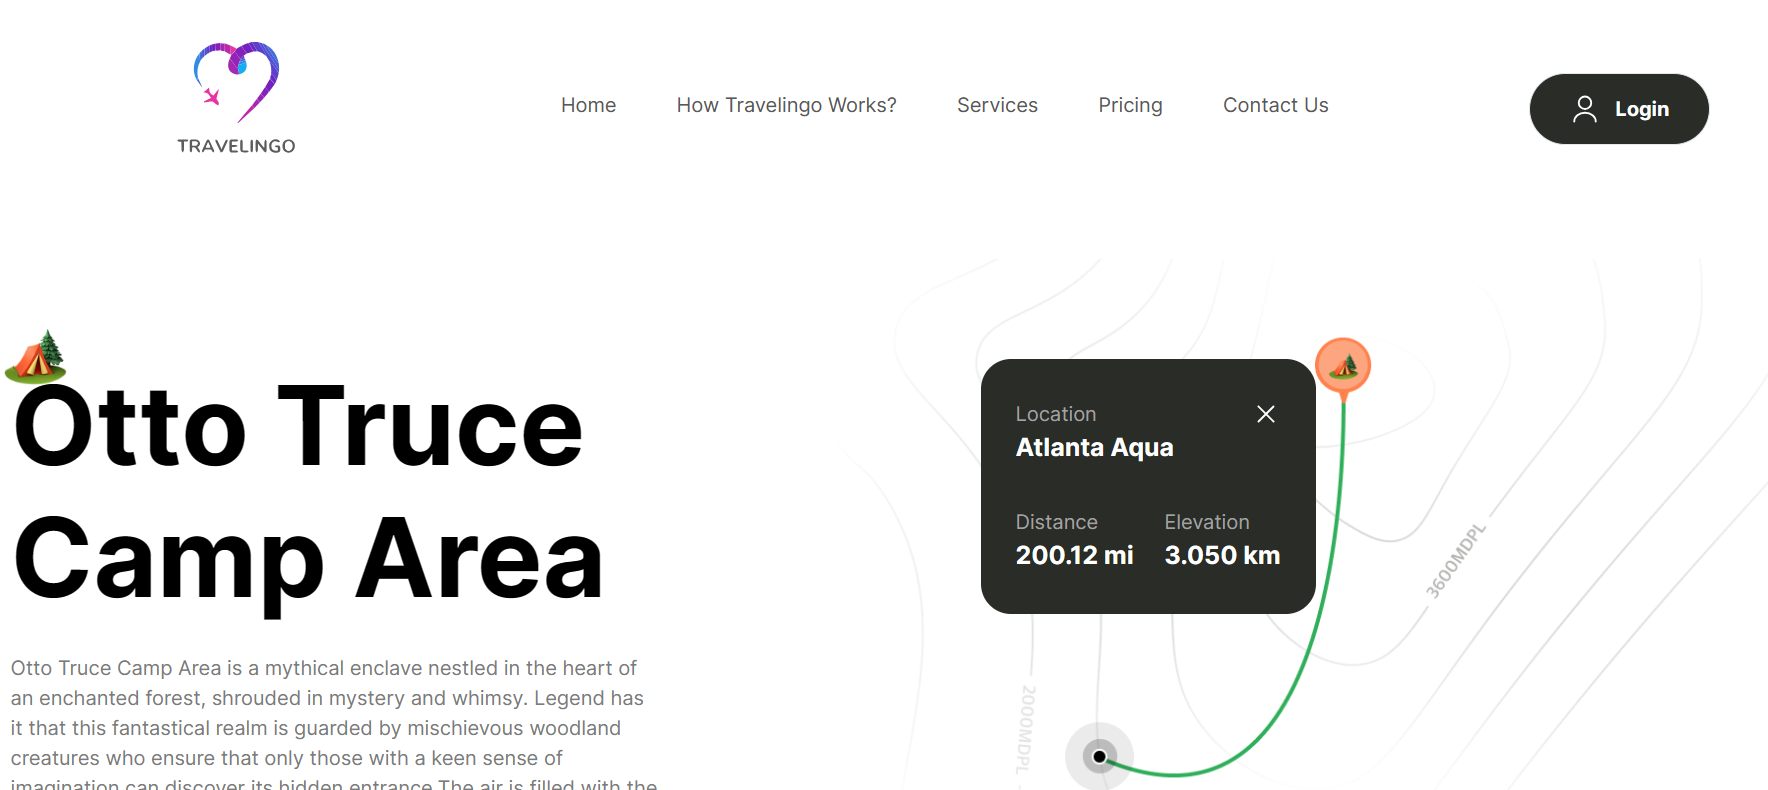 TRAVELINGO
Home
How Travelingo Works?
Services
Pricing
Contact Us
Login
Otto Truce
Camp Area
Otto Truce Camp Area is a mythical enclave nestled in the heart of
an enchanted forest, shrouded in mystery and whimsy. Legend has
it that this fantastical realm is guarded by mischievous woodland
creatures who ensure that only those with a keen sense of
imagination can discover its hidden entrance.The air is filled with the
Location
Atlanta Aqua
Distance
200.12 mi
Elevation
3.050 km
3600MDPL
2000MDPL